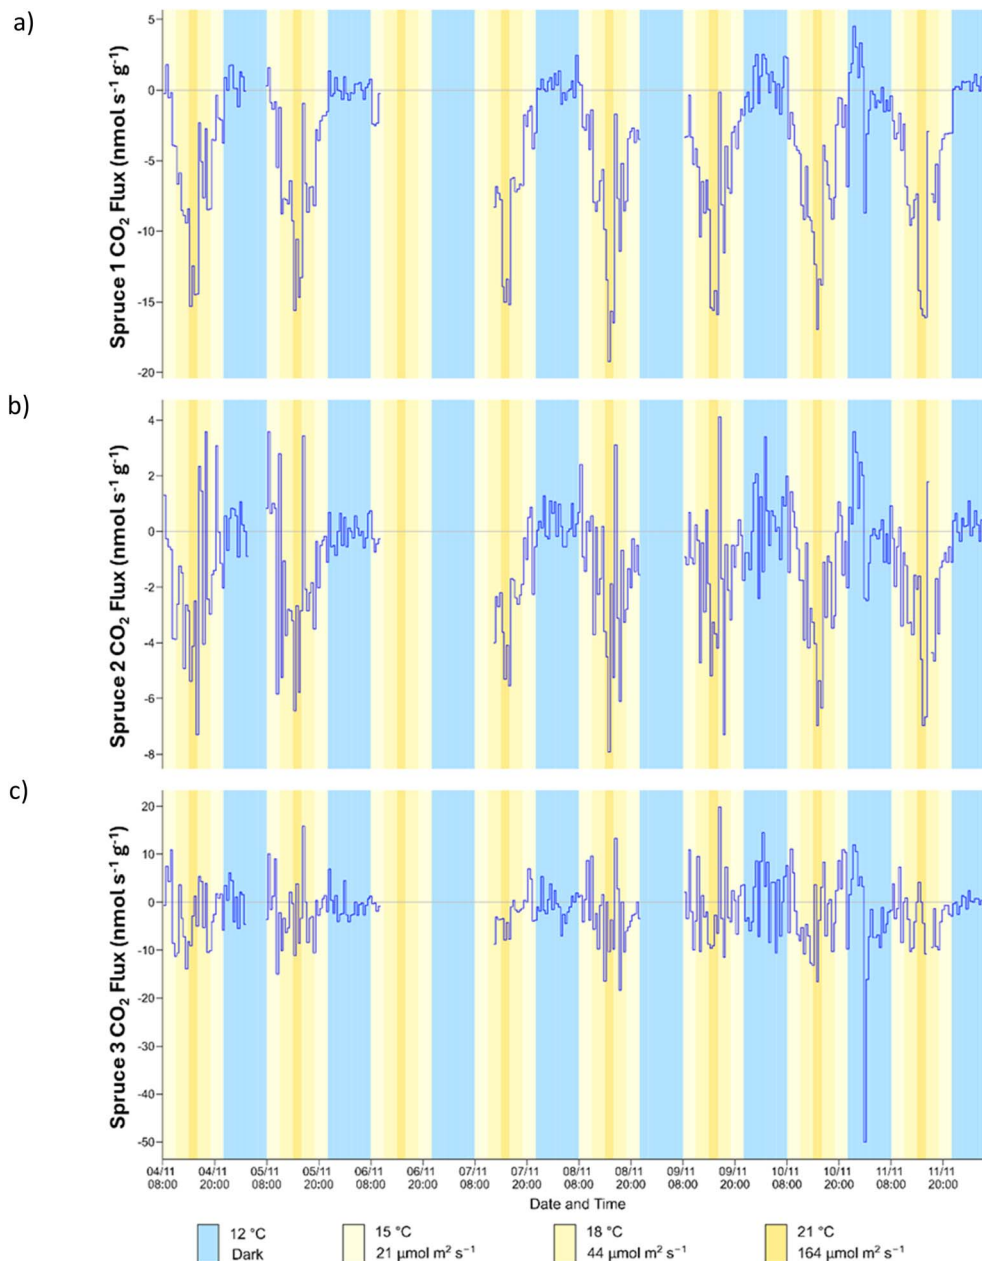 a)
Spruce 1 CO₂ Flux (nmol s⁻¹ g⁻¹)
5
0
-5
-10
-15
-20
b)
Spruce 2 CO₂ Flux (nmol s⁻¹ g⁻¹)
4
2
0
-2
-4
-6
-8
c)
Spruce 3 CO₂ Flux (nmol s⁻¹ g⁻¹)
20
10
0
-10
-20
-30
-40
-50
04/11 04/11 05/11 05/11 06/11 06/11 07/11 07/11 08/11 08/11 09/11 09/11 10/11 10/11 11/11 11/11
08:00 20:00 08:00 20:00 08:00 20:00 08:00 20:00 08:00 20:00 08:00 20:00 08:00 20:00 08:00 20:00
Date and Time
12 °C 15 °C 18 °C 21 °C
Dark 21 µmol m² s⁻¹ 44 µmol m² s⁻¹ 164 µmol m² s⁻¹